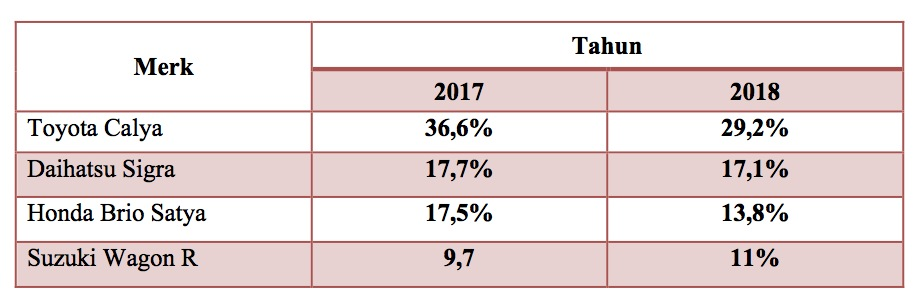 Merk Tahun
2017 2018
Toyota Calya 36,6% 29,2%
Daihatsu Sigra 17,7% 17,1%
Honda Brio Satya 17,5% 13,8%
Suzuki Wagon R 9,7 11%